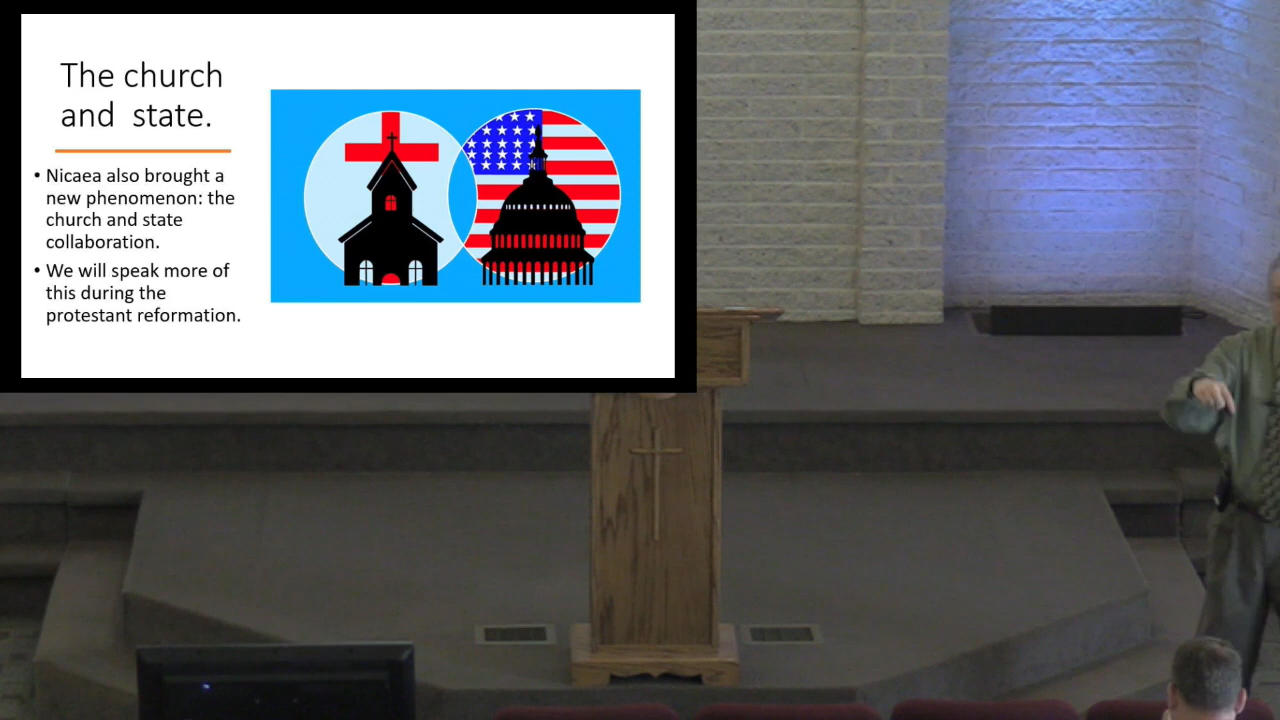 The church
and state.
• Nicaea also brought a
new phenomenon: the
church and state
collaboration.
• We will speak more of
this during the
protestant reformation.